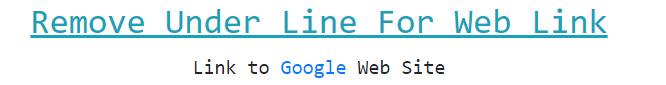 Remove Under Line For Web Link
Link to Google Web Site